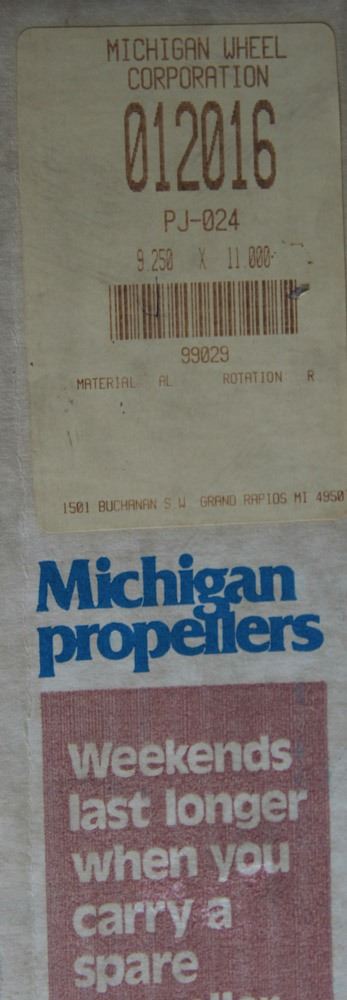 MICHIGAN WHEEL
CORPORATION
012016
PJ-024
9.250 X 11.000
99029
MATERIAL AL ROTATION R
1501 BUCHANAN S.W. GRAND RAPIDS MI 4950
Michigan
propellers
Weekends
last longer
when you
carry a
spare